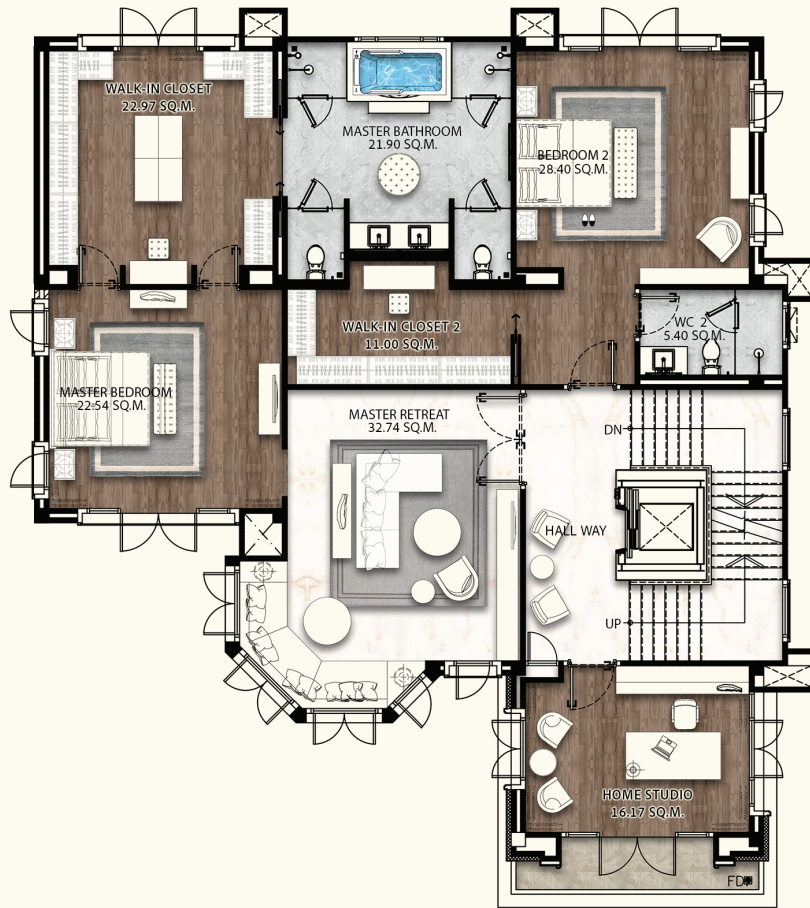 WALK-IN CLOSET
22.97 SQ.M.
MASTER BATHROOM
21.90 SQ.M.
BEDROOM 2
28.40 SQ.M.
WALK-IN CLOSET 2
11.00 SQ.M.
WC 2
5.40 SQ.M.
MASTER BEDROOM
22.54 SQ.M.
MASTER RETREAT
32.74 SQ.M.
DN
HALL WAY
UP
HOME STUDIO
16.17 SQ.M.
FD